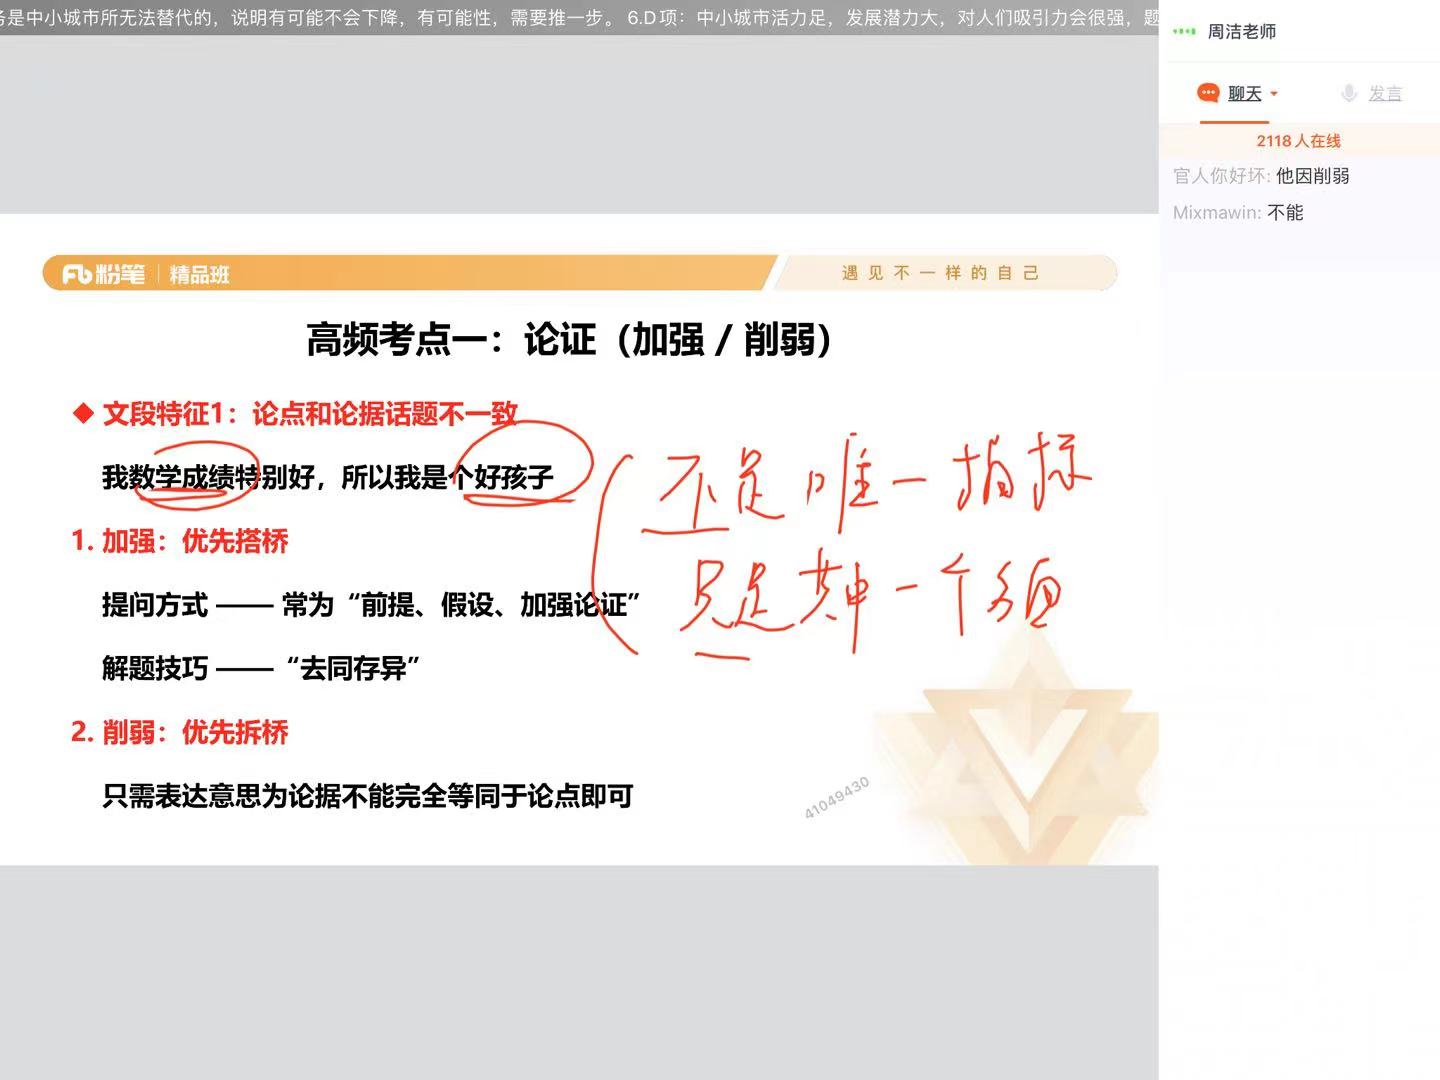 务是中小城市所无法替代的，说明有可能不会下降，有可能性，需要推一步。 6.D项：中小城市活力足，发展潜力大，对人们吸引力会很强，题
周洁老师
聊天
发言
2118人在线
官人你好坏: 他因削弱
Mixmawin: 不能
粉笔 精品班
遇见不一样的自己
高频考点一：论证（加强 / 削弱）
◆ 文段特征1：论点和论据话题不一致
我数学成绩特别好，所以我是个好孩子
不是唯一指标
1. 加强：优先搭桥
只是其中一个方面
提问方式 —— 常为“前提、假设、加强论证”
解题技巧 ——“去同存异”
2. 削弱：优先拆桥
只需表达意思为论据不能完全等同于论点即可
41049430